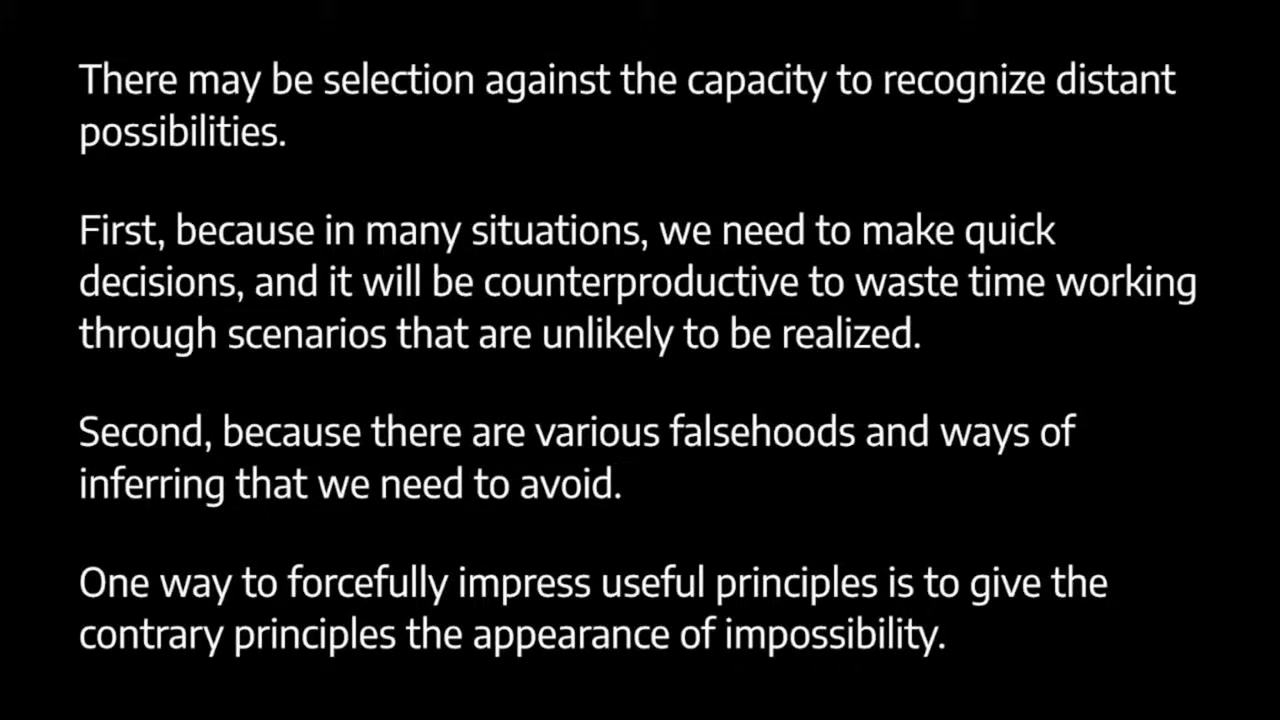 There may be selection against the capacity to recognize distant
possibilities.
First, because in many situations, we need to make quick
decisions, and it will be counterproductive to waste time working
through scenarios that are unlikely to be realized.
Second, because there are various falsehoods and ways of
inferring that we need to avoid.
One way to forcefully impress useful principles is to give the
contrary principles the appearance of impossibility.